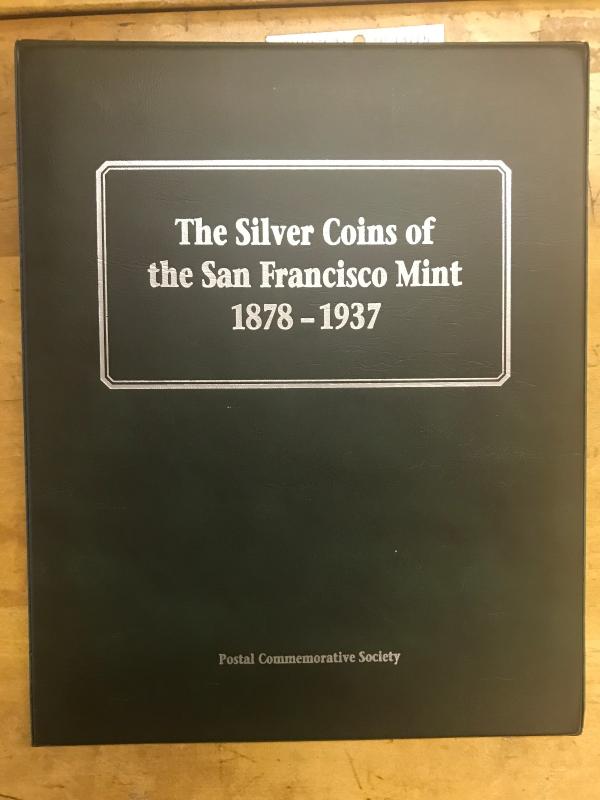 The Silver Coins of
the San Francisco Mint
1878 – 1937
Postal Commemorative Society